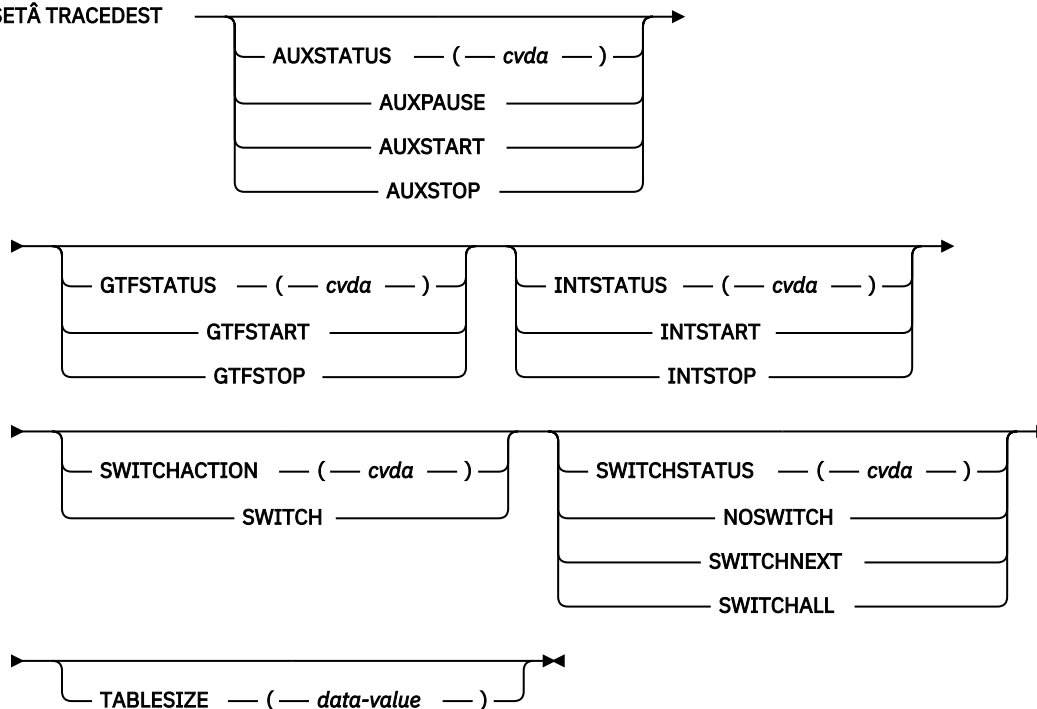 SETÂ TRACEDEST
AUXSTATUS ( cvda )
AUXPAUSE
AUXSTART
AUXSTOP
GTFSTATUS ( cvda )
GTFSTART
GTFSTOP
INTSTATUS ( cvda )
INTSTART
INTSTOP
SWITCHACTION ( cvda )
SWITCH
SWITCHSTATUS ( cvda )
NOSWITCH
SWITCHNEXT
SWITCHALL
TABLESIZE ( data-value )